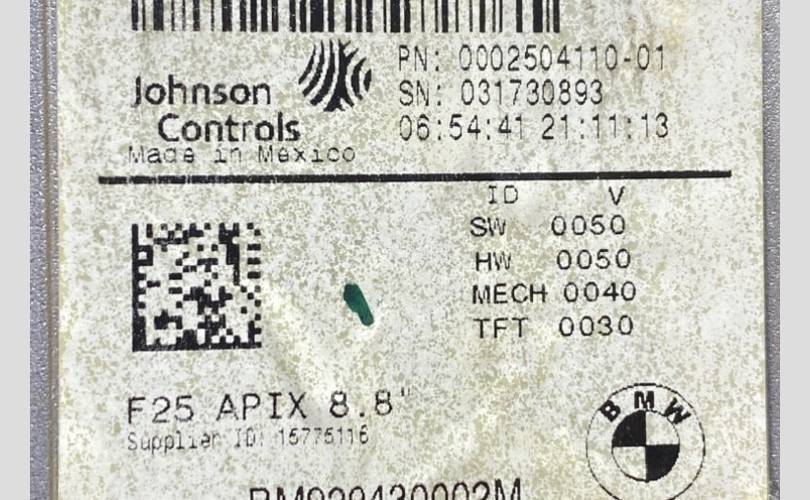 PN: 0002504110-01
Johnson
Controls
SN: 031730893
06:54:41 21:11:13
Made in Mexico
ID V
SW 0050
HW 0050
MECH 0040
TFT 0030
F25 APIX 8.8"
Supplier ID: 15775116
BMW